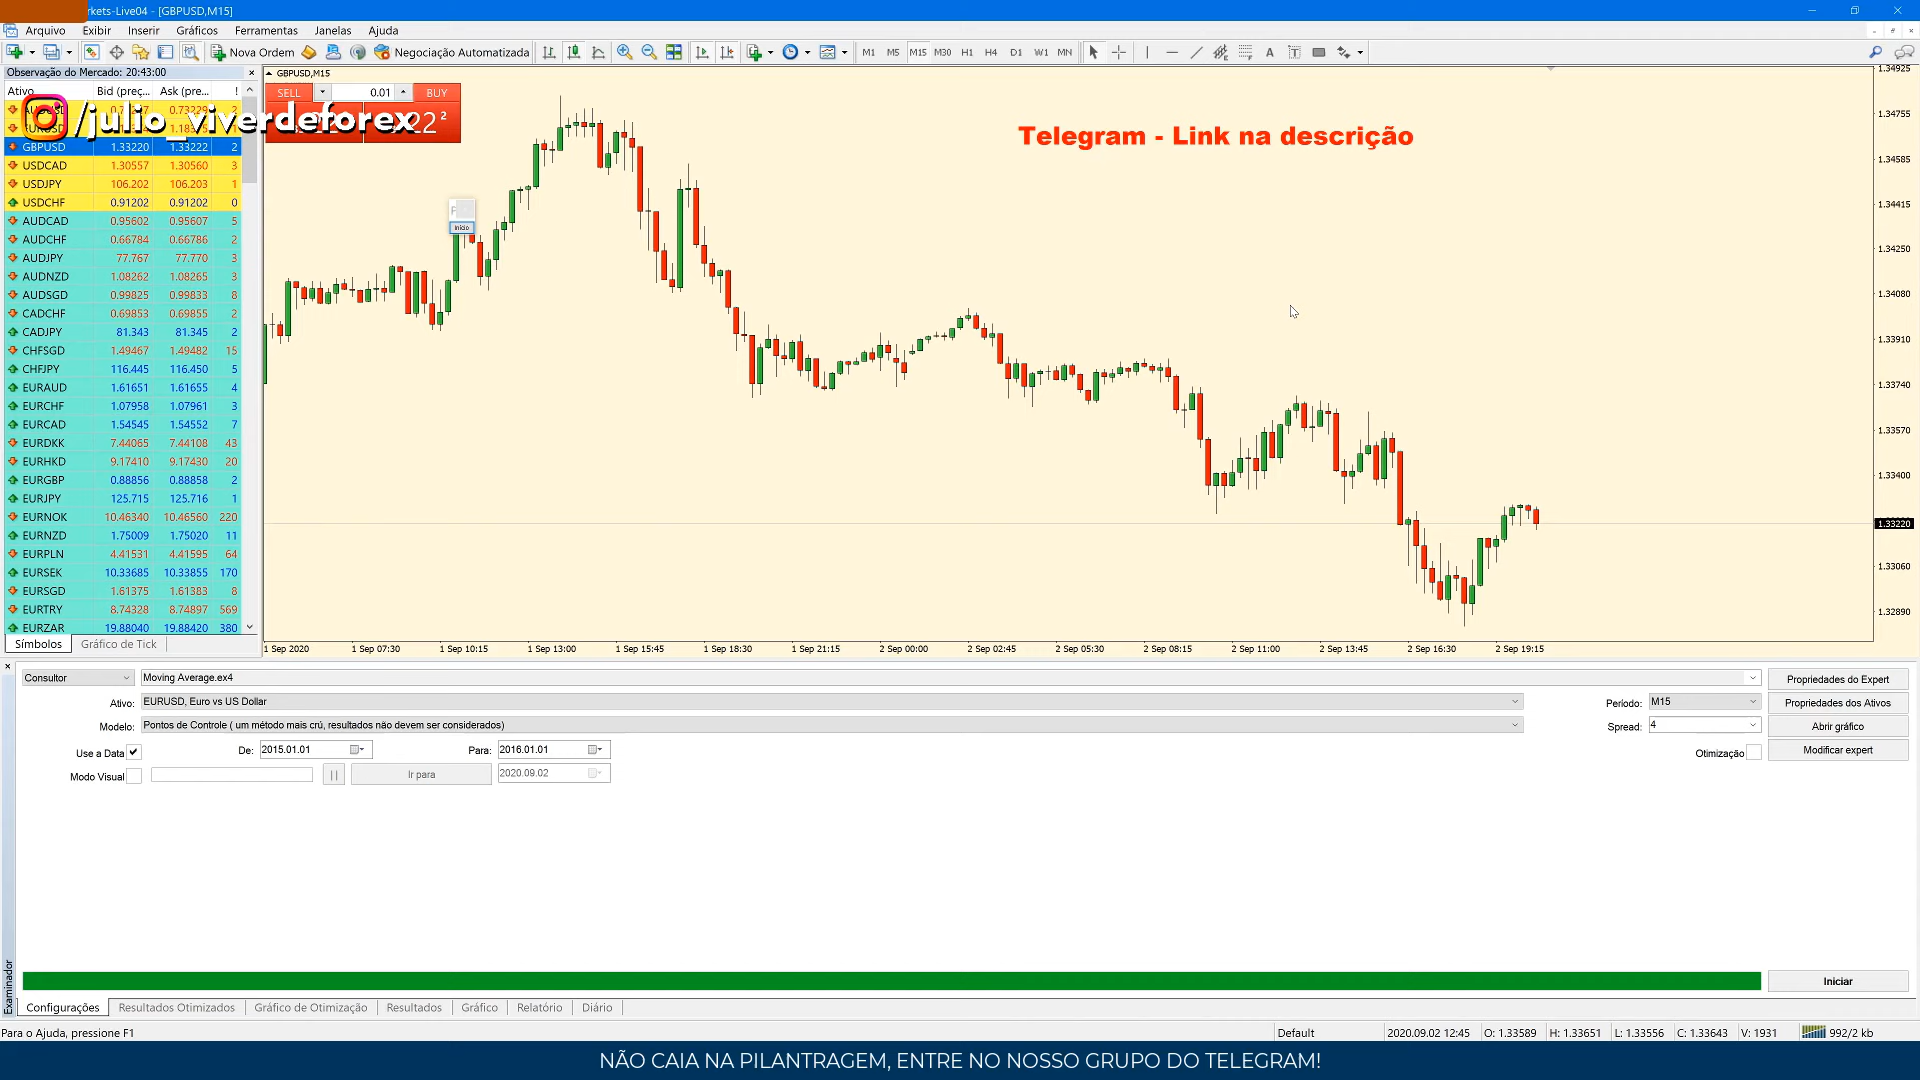 rkets-Live04 - [GBPUSD,M15]
Arquivo Exibir Inserir Gráficos Ferramentas Janelas Ajuda
Nova Ordem Negociação Automatizada M1 M5 M15 M30 H1 H4 D1 W1 MN
Observação do Mercado: 20:43:00
Ativo Bid (preç... Ask (pre... !
/julio_viverdeforex
GBPUSD 1.33220 1.33222 2
USDCAD 1.30557 1.30560 3
USDJPY 106.202 106.203 1
USDCHF 0.91202 0.91202 0
AUDCAD 0.95602 0.95607 5
AUDCHF 0.66784 0.66786 2
AUDJPY 77.767 77.770 3
AUDNZD 1.08262 1.08265 3
AUDSGD 0.99825 0.99833 8
CADCHF 0.69853 0.69855 2
CADJPY 81.343 81.345 2
CHFSGD 1.49467 1.49482 15
CHFJPY 116.445 116.450 5
EURAUD 1.61651 1.61655 4
EURCHF 1.07958 1.07961 3
EURCAD 1.54545 1.54552 7
EURDKK 7.44065 7.44108 43
EURHKD 9.17410 9.17430 20
EURGBP 0.88856 0.88858 2
EURJPY 125.715 125.716 1
EURNOK 10.46340 10.46560 220
EURNZD 1.75009 1.75020 11
EURPLN 4.41531 4.41595 64
EURSEK 10.33685 10.33855 170
EURSGD 1.61375 1.61383 8
EURTRY 8.74328 8.74897 569
EURZAR 19.88040 19.88420 380
Símbolos Gráfico de Tick
GBPUSD,M15
SELL 0.01 BUY
22 2
Telegram - Link na descrição
Início
1.34925
1.34755
1.34585
1.34415
1.34250
1.34080
1.33910
1.33740
1.33570
1.33400
1.33220
1.33060
1.32890
1 Sep 2020 1 Sep 07:30 1 Sep 10:15 1 Sep 13:00 1 Sep 15:45 1 Sep 18:30 1 Sep 21:15 2 Sep 00:00 2 Sep 02:45 2 Sep 05:30 2 Sep 08:15 2 Sep 11:00 2 Sep 13:45 2 Sep 16:30 2 Sep 19:15
Consultor Moving Average.ex4 Propriedades do Expert
Ativo: EURUSD, Euro vs US Dollar Período: M15 Propriedades dos Ativos
Modelo: Pontos de Controle ( um método mais crú, resultados não devem ser considerados) Spread: 4 Abrir gráfico
Use a Data De: 2015.01.01 Para: 2016.01.01 Otimização Modificar expert
Modo Visual Ir para 2020.09.02
Examinador
Iniciar
Configurações Resultados Otimizados Gráfico de Otimização Resultados Gráfico Relatório Diário
Para o Ajuda, pressione F1 Default 2020.09.02 12:45 O: 1.33589 H: 1.33651 L: 1.33556 C: 1.33643 V: 1931 992/2 kb
NÃO CAIA NA PILANTRAGEM, ENTRE NO NOSSO GRUPO DO TELEGRAM!